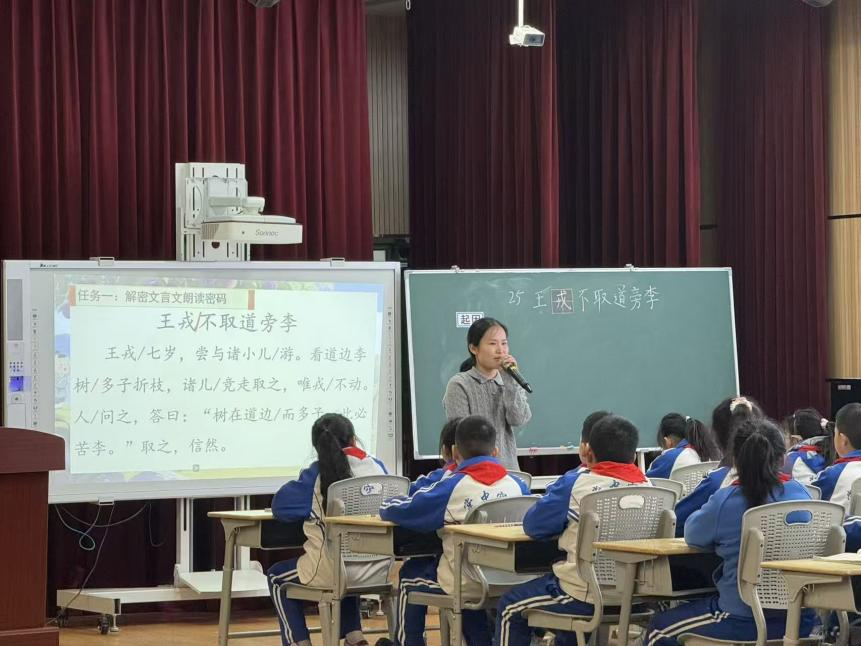 任务一：解密文言文朗读密码
王戎/不取道旁李
王戎/七岁，尝与诸小儿/游。看道边李
树/多子折枝，诸儿/竞走取之，唯戎/不动。
人/问之，答曰：“树在道边/而多子，此必
苦李。”取之，信然。
25 王戎不取道旁李
起因